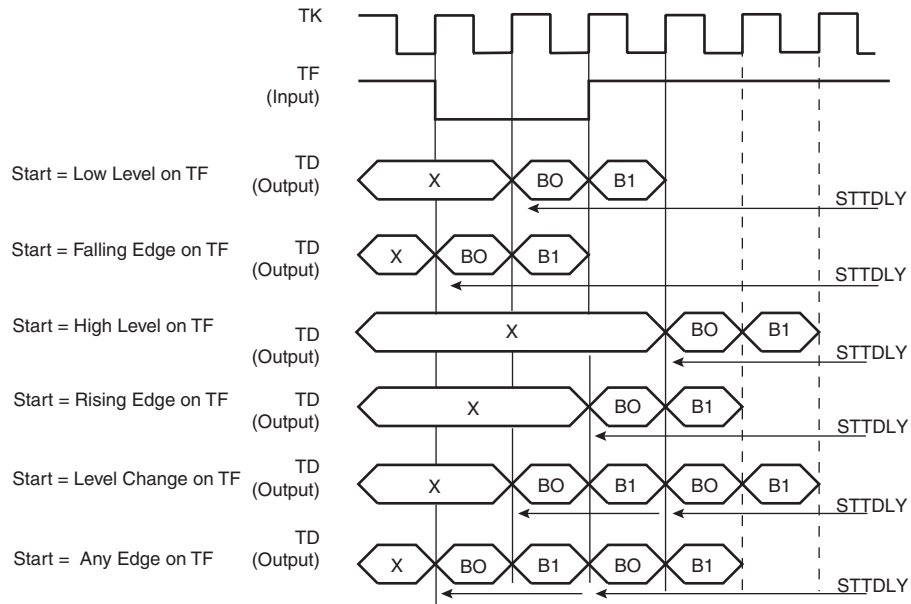 TK
TF
(Input)
Start = Low Level on TF
TD
(Output)
X
BO
B1
STTDLY
Start = Falling Edge on TF
TD
(Output)
X
BO
B1
STTDLY
Start = High Level on TF
TD
(Output)
X
BO
B1
STTDLY
Start = Rising Edge on TF
TD
(Output)
X
BO
B1
STTDLY
Start = Level Change on TF
TD
(Output)
X
BO
B1
BO
B1
STTDLY
Start = Any Edge on TF
TD
(Output)
X
BO
B1
BO
B1
STTDLY